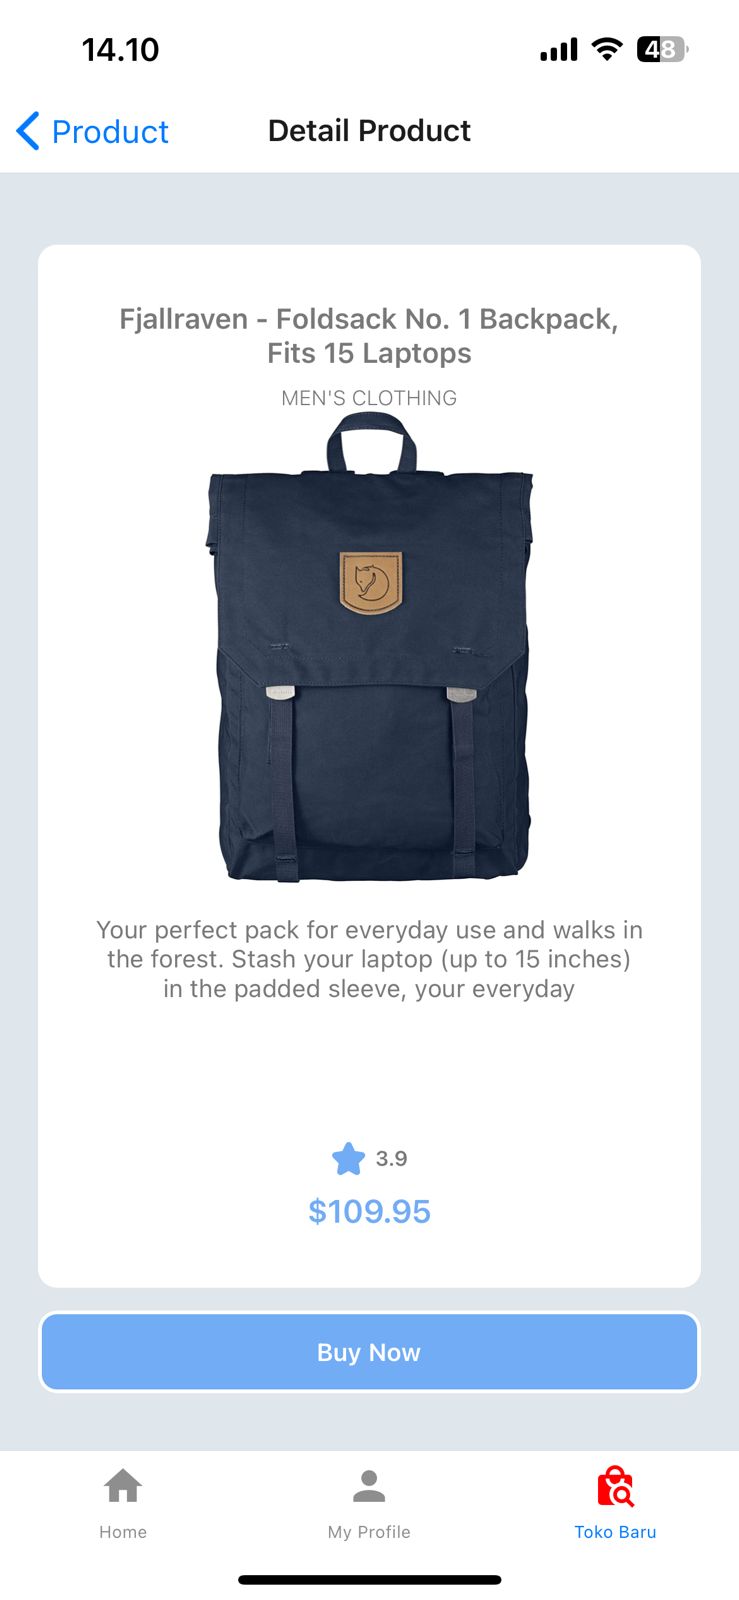 14.10
48
Product
Detail Product
Fjallraven - Foldsack No. 1 Backpack,
Fits 15 Laptops
MEN'S CLOTHING
Your perfect pack for everyday use and walks in
the forest. Stash your laptop (up to 15 inches)
in the padded sleeve, your everyday
3.9
$109.95
Buy Now
Home
My Profile
Toko Baru